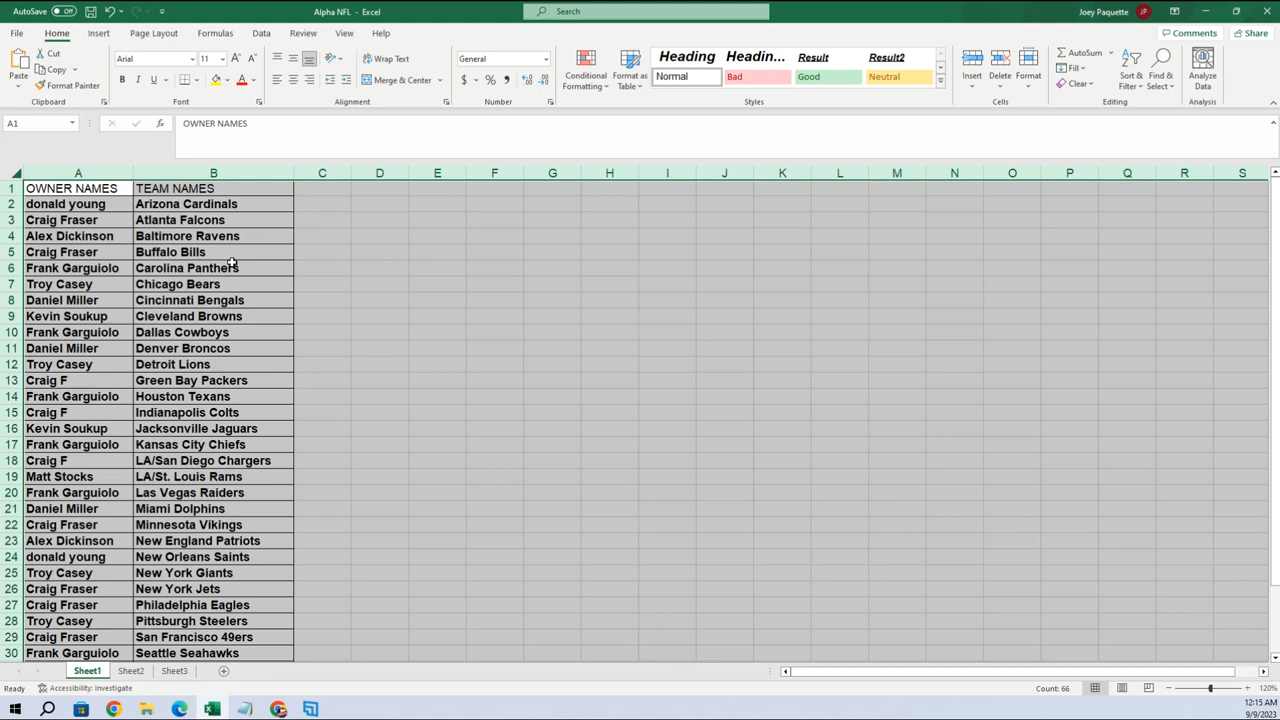 AutoSave Off Alpha NFL - Excel Search Joey Paquette JP
File Home Insert Page Layout Formulas Data Review View Help Comments Share
Paste Cut Copy Format Painter Clipboard
Arial 11 B I U A Font
Wrap Text Merge & Center Alignment
General $ % , Number
Conditional Formatting Format as Table
Heading Headin... Result Result2
Normal Bad Good Neutral
Styles
Insert Delete Format Cells
AutoSum Fill Clear Sort & Filter Find & Select Editing
Analyze Data Analysis
A1 fx OWNER NAMES
A B C D E F G H I J K L M N O P Q R S
1 OWNER NAMES TEAM NAMES
2 donald young Arizona Cardinals
3 Craig Fraser Atlanta Falcons
4 Alex Dickinson Baltimore Ravens
5 Craig Fraser Buffalo Bills
6 Frank Garguiolo Carolina Panthers
7 Troy Casey Chicago Bears
8 Daniel Miller Cincinnati Bengals
9 Kevin Soukup Cleveland Browns
10 Frank Garguiolo Dallas Cowboys
11 Daniel Miller Denver Broncos
12 Troy Casey Detroit Lions
13 Craig F Green Bay Packers
14 Frank Garguiolo Houston Texans
15 Craig F Indianapolis Colts
16 Kevin Soukup Jacksonville Jaguars
17 Frank Garguiolo Kansas City Chiefs
18 Craig F LA/San Diego Chargers
19 Matt Stocks LA/St. Louis Rams
20 Frank Garguiolo Las Vegas Raiders
21 Daniel Miller Miami Dolphins
22 Craig Fraser Minnesota Vikings
23 Alex Dickinson New England Patriots
24 donald young New Orleans Saints
25 Troy Casey New York Giants
26 Craig Fraser New York Jets
27 Craig Fraser Philadelphia Eagles
28 Troy Casey Pittsburgh Steelers
29 Craig Fraser San Francisco 49ers
30 Frank Garguiolo Seattle Seahawks
Sheet1 Sheet2 Sheet3
Ready Accessibility: Investigate Count: 66 120%
12:15 AM
9/9/2023